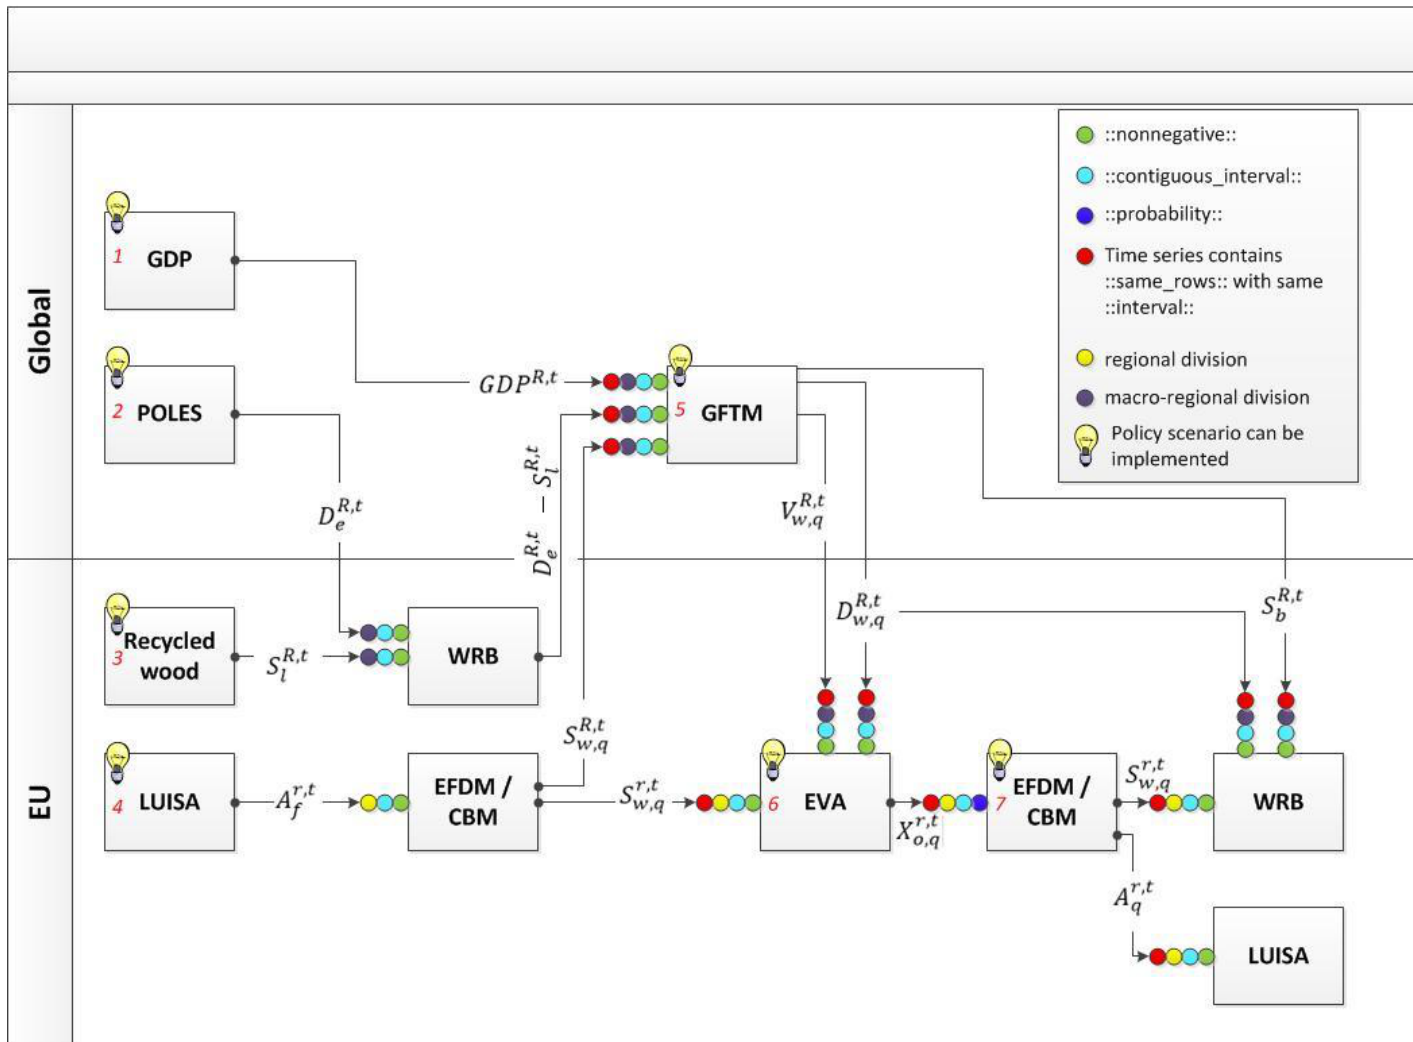 Global
EU
::nonnegative::
::contiguous_interval::
::probability::
Time series contains
::same_rows:: with same
::interval::
regional division
macro-regional division
Policy scenario can be
implemented
1
GDP
GDP^{R,t}
2
POLES
D_e^{R,t}
5
GFTM
D_e^{R,t} – S_l^{R,t}
V_{w,q}^{R,t}
D_{w,q}^{R,t}
S_b^{R,t}
3
Recycled
wood
S_l^{R,t}
WRB
S_{w,q}^{R,t}
4
LUISA
A_f^{r,t}
EFDM /
CBM
S_{w,q}^{r,t}
6
EVA
X_{o,q}^{r,t}
7
EFDM /
CBM
S_{w,q}^{r,t}
WRB
A_q^{r,t}
LUISA